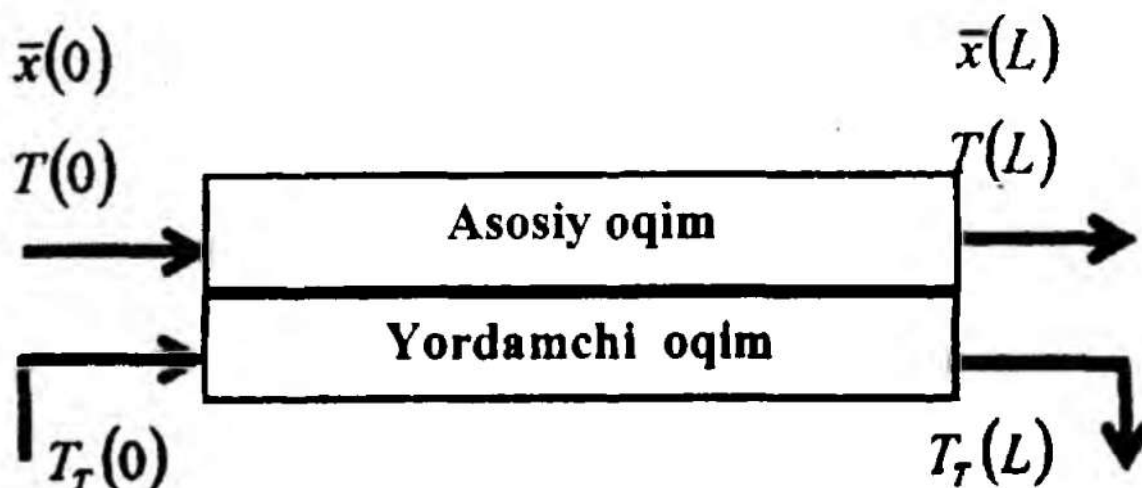 x̄(0) x̄(L)
T(0) T(L)
Asosiy oqim
Yordamchi oqim
T_T(0) T_T(L)